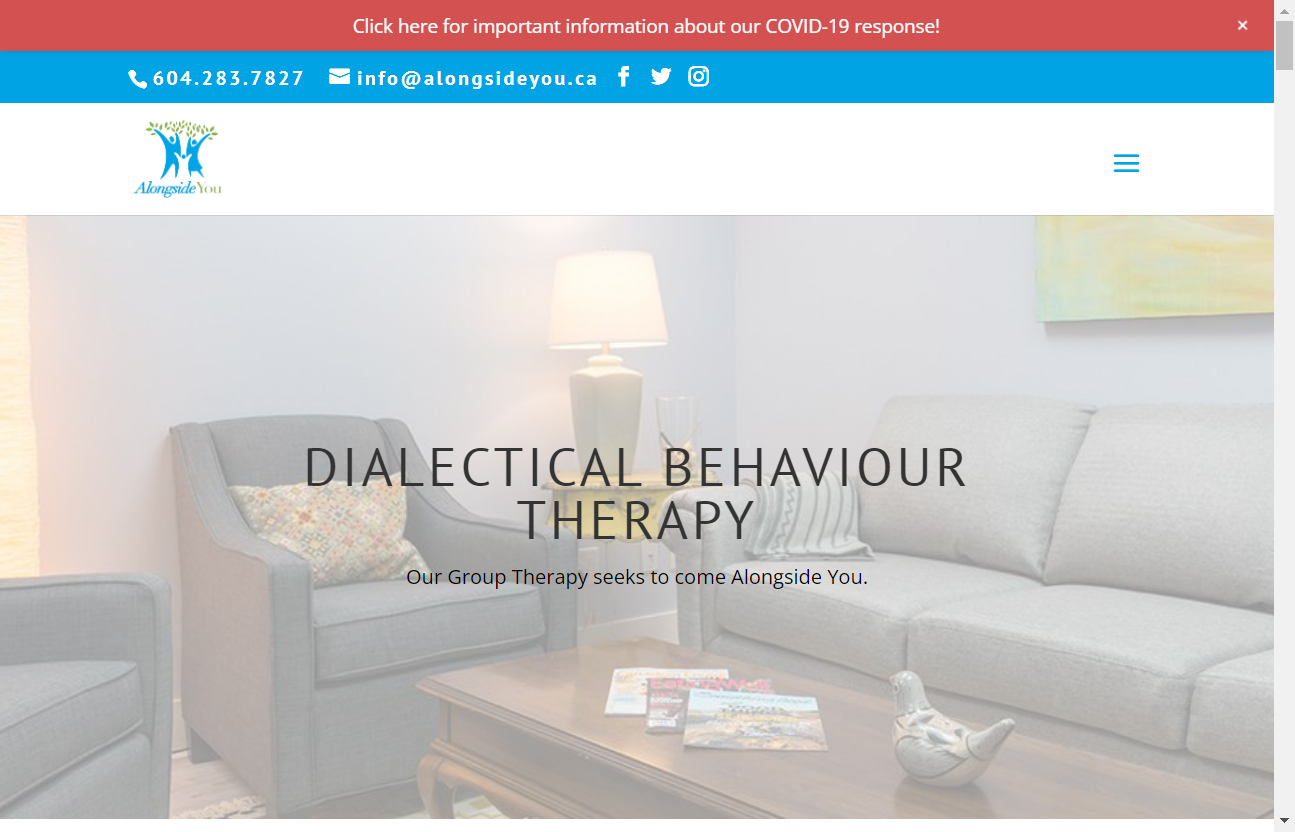 Click here for important information about our COVID-19 response!
×
604.283.7827 info@alongsideyou.ca
AlongsideYou
DIALECTICAL BEHAVIOUR
THERAPY
Our Group Therapy seeks to come Alongside You.